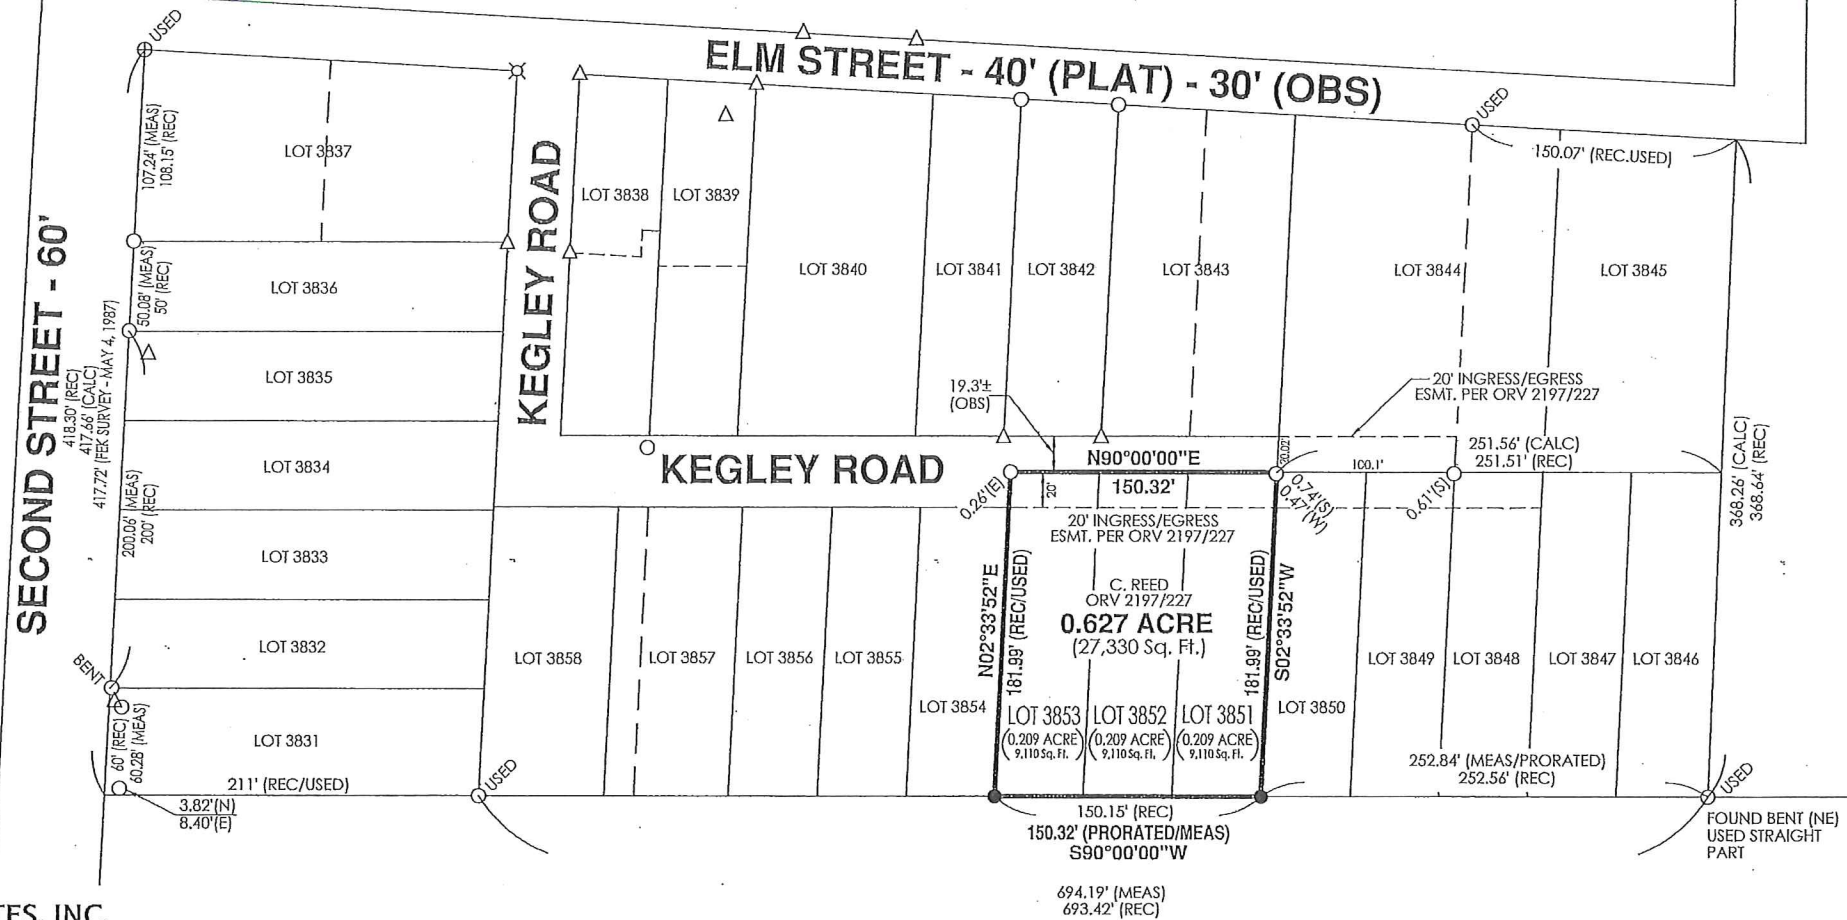 USED
ELM STREET - 40' (PLAT) - 30' (OBS)
USED
150.07' (REC.USED)
107.24' (MEAS)
108.15' (REC)
LOT 3837
LOT 3838
LOT 3839
KEGLEY ROAD
SECOND STREET - 60'
418.30' (REC)
417.66' (CALC)
417.72' (FEK SURVEY - MAY 4, 1987)
50.08' (MEAS)
50' (REC)
LOT 3836
LOT 3840
LOT 3841
LOT 3842
LOT 3843
LOT 3844
LOT 3845
LOT 3835
19.3'±
(OBS)
20' INGRESS/EGRESS
ESMT. PER ORV 2197/227
LOT 3834
KEGLEY ROAD
N90°00'00"E
150.32'
100.1'
251.56' (CALC)
251.51' (REC)
368.26' (CALC)
368.64' (REC)
0.26'(E)
20'
0.74'(S)
0.47'(W)
0.61'(S)
200.06' (MEAS)
200' (REC)
LOT 3833
20' INGRESS/EGRESS
ESMT. PER ORV 2197/227
N02°33'52"E
181.99' (REC/USED)
C. REED
ORV 2197/227
0.627 ACRE
(27,330 Sq. Ft.)
181.99' (REC/USED)
S02°33'52"W
LOT 3832
BENT
LOT 3858
LOT 3857
LOT 3856
LOT 3855
LOT 3854
LOT 3853
(0.209 ACRE)
9,110 Sq. Ft.
LOT 3852
(0.209 ACRE)
9,110 Sq. Ft.
LOT 3851
(0.209 ACRE)
9,110 Sq. Ft.
LOT 3850
LOT 3849
LOT 3848
LOT 3847
LOT 3846
60' (REC)
60.28' (MEAS)
LOT 3831
211' (REC/USED)
USED
3.82'(N)
8.40'(E)
252.84' (MEAS/PRORATED)
252.56' (REC)
USED
150.15' (REC)
150.32' (PRORATED/MEAS)
S90°00'00"W
FOUND BENT (NE)
USED STRAIGHT
PART
694.19' (MEAS)
693.42' (REC)
TES, INC.